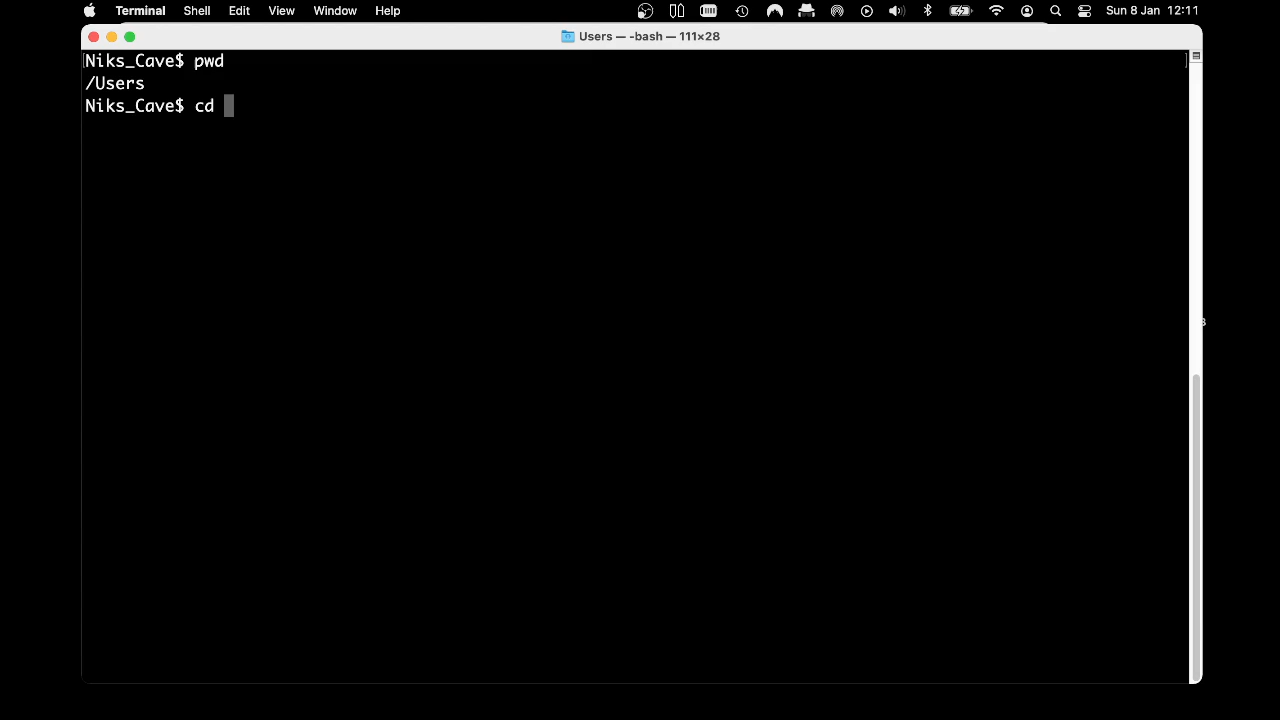 Terminal Shell Edit View Window Help Sun 8 Jan 12:11
Users — -bash — 111×28
Niks_Cave$ pwd
/Users
Niks_Cave$ cd